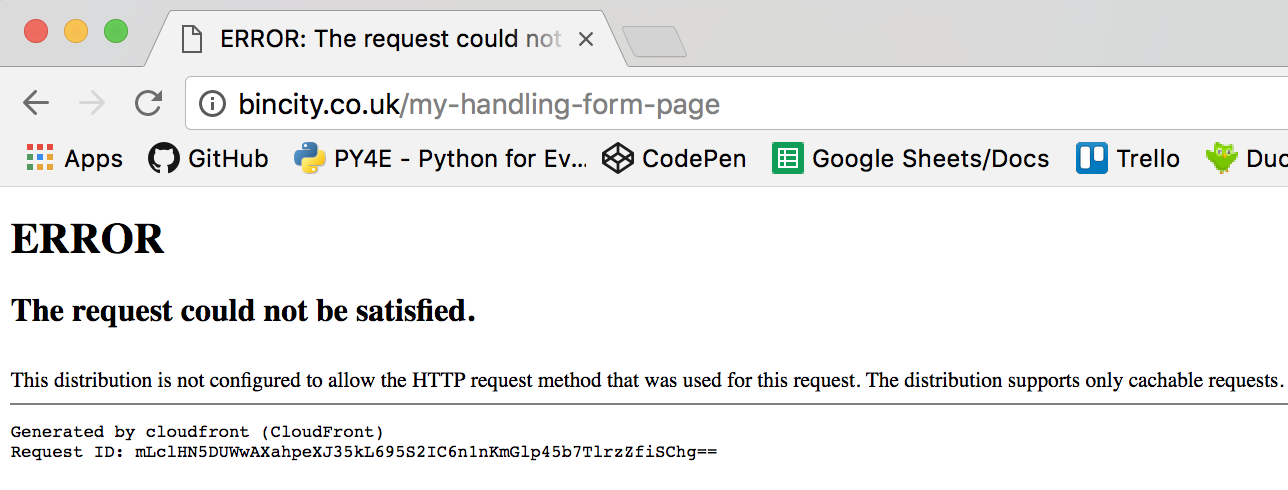 ERROR: The request could not
bincity.co.uk/my-handling-form-page
Apps GitHub PY4E - Python for Ev... CodePen Google Sheets/Docs Trello Duo
ERROR
The request could not be satisfied.
This distribution is not configured to allow the HTTP request method that was used for this request. The distribution supports only cachable requests.
Generated by cloudfront (CloudFront)
Request ID: mLclHN5DUWwAXahpeXJ35kL695S2IC6n1nKmGlp45b7TlrzZfiSChg==